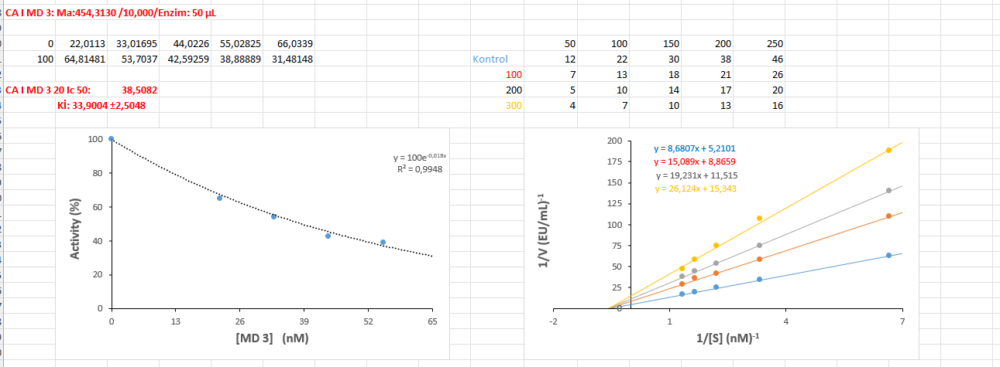 CA I MD 3: Ma:454,3130 /10,000/Enzim: 50 µL
0 22,0113 33,01695 44,0226 55,02825 66,0339 50 100 150 200 250
100 64,81481 53,7037 42,59259 38,88889 31,48148 Kontrol 12 22 30 38 46
100 7 13 18 21 26
CA I MD 3 20 Ic 50: 38,5082 200 5 10 14 17 20
Kİ: 33,9004 ±2,5048 300 4 7 10 13 16
100
80
60
40
20
0
y = 100e-0,018x
R² = 0,9948
Activity (%)
0 13 26 39 52 65
[MD 3] (nM)
200
175
150
125
100
75
50
25
0
y = 8,6807x + 5,2101
y = 15,089x + 8,8659
y = 19,231x + 11,515
y = 26,124x + 15,343
1/V (EU/mL)-1
-2 1 4 7
1/[S] (nM)-1